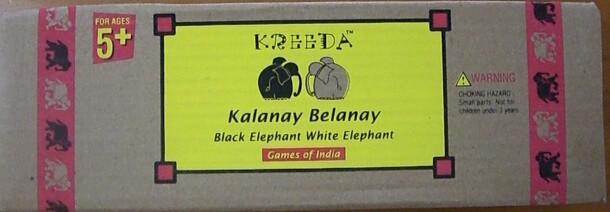 FOR AGES
5+
KREEDA™
Kalanay Belanay
Black Elephant White Elephant
Games of India
WARNING
CHOKING HAZARD:
Small parts. Not for
children under 3 years